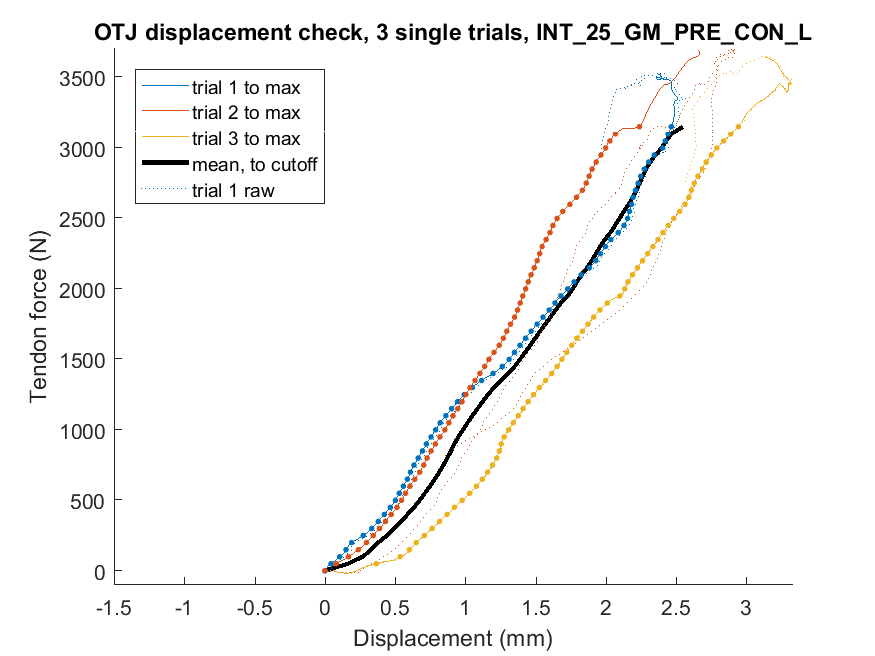 OTJ displacement check, 3 single trials, INT_25_GM_PRE_CON_L
trial 1 to max
trial 2 to max
trial 3 to max
mean, to cutoff
trial 1 raw
Tendon force (N)
3500
3000
2500
2000
1500
1000
500
0
-1.5 -1 -0.5 0 0.5 1 1.5 2 2.5 3
Displacement (mm)